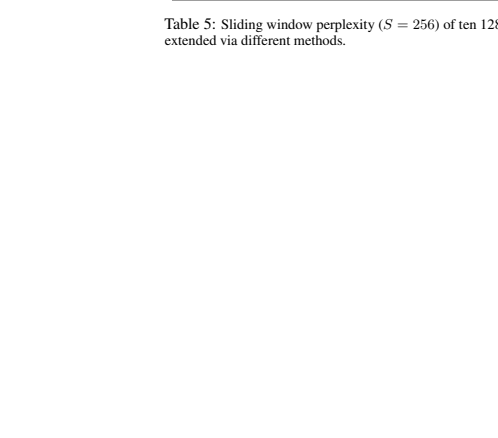 Table 5: Sliding window perplexity (S = 256) of ten 128
extended via different methods.